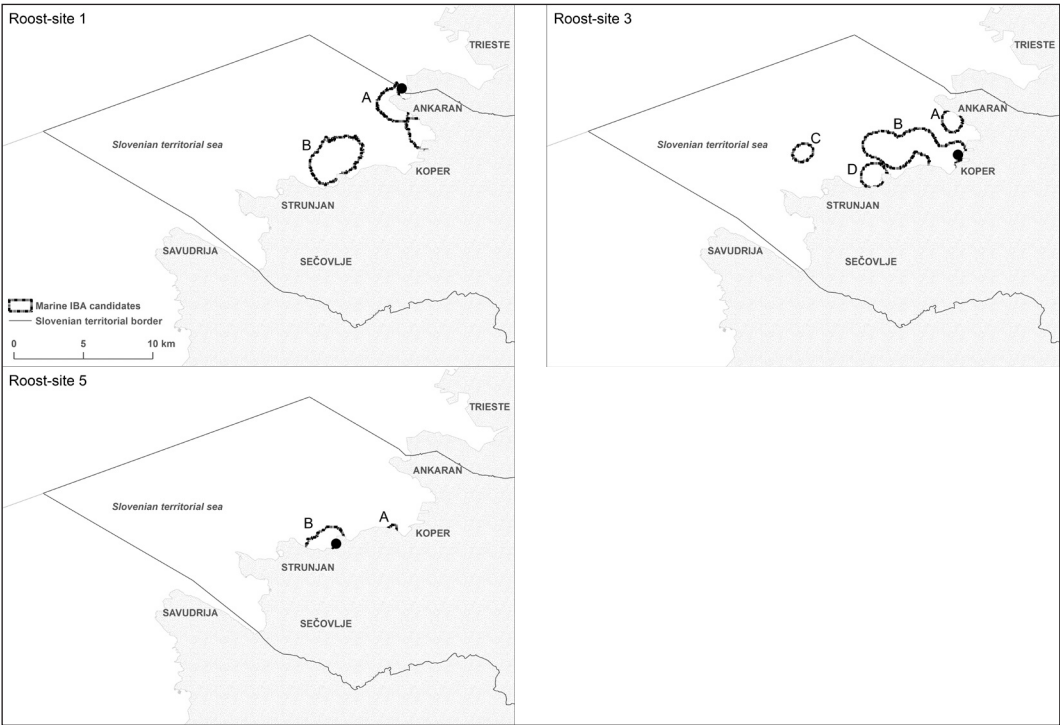 Roost-site 1
TRIESTE
A
ANKARAN
Slovenian territorial sea
B
KOPER
STRUNJAN
SAVUDRIJA
SEČOVLJE
Marine IBA candidates
Slovenian territorial border
0 5 10 km
Roost-site 3
TRIESTE
ANKARAN
A
B
C
Slovenian territorial sea
D
KOPER
STRUNJAN
SAVUDRIJA
SEČOVLJE
Roost-site 5
TRIESTE
ANKARAN
Slovenian territorial sea
A
B
KOPER
STRUNJAN
SAVUDRIJA
SEČOVLJE